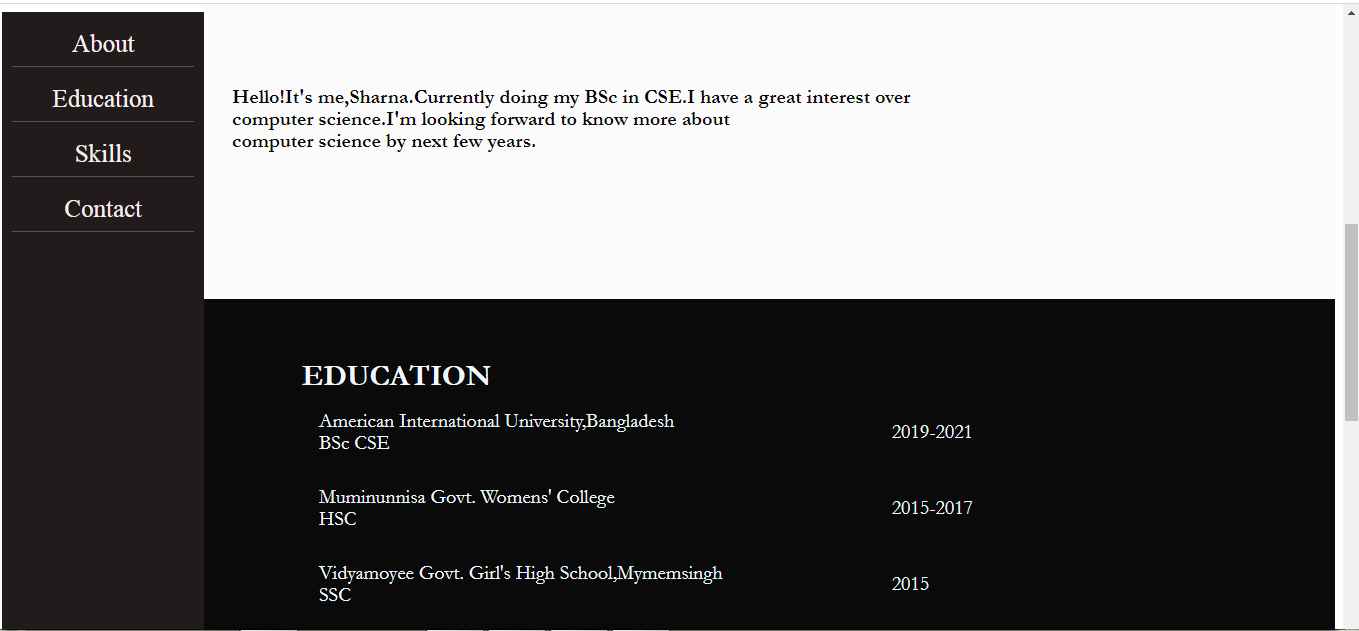 About
Education
Skills
Contact
Hello!It's me,Sharna.Currently doing my BSc in CSE.I have a great interest over
computer science.I'm looking forward to know more about
computer science by next few years.
EDUCATION
American International University,Bangladesh
BSc CSE
2019-2021
Muminunnisa Govt. Womens' College
HSC
2015-2017
Vidyamoyee Govt. Girl's High School,Mymemsingh
SSC
2015